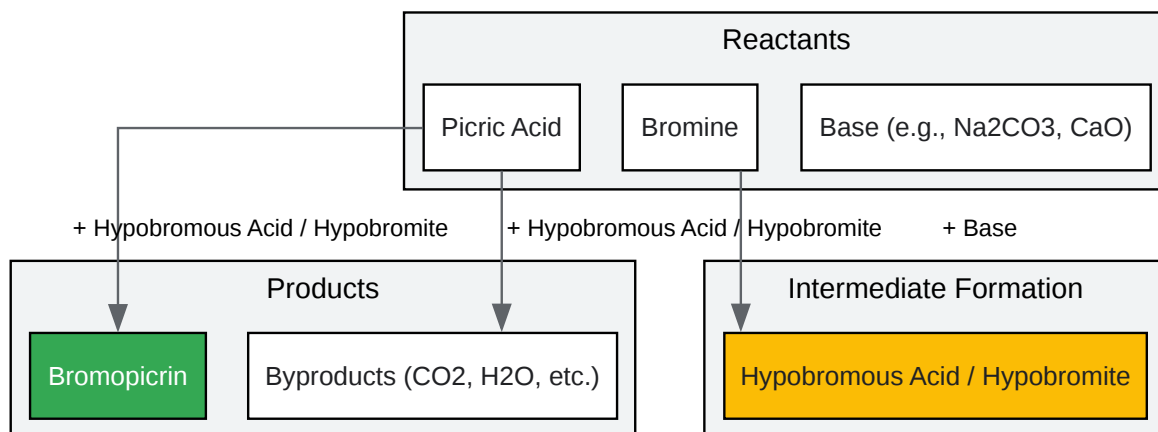 Reactants
Picric Acid
Bromine
Base (e.g., Na2CO3, CaO)
+ Hypobromous Acid / Hypobromite
+ Hypobromous Acid / Hypobromite
+ Base
Products
Intermediate Formation
Bromopicrin
Byproducts (CO2, H2O, etc.)
Hypobromous Acid / Hypobromite